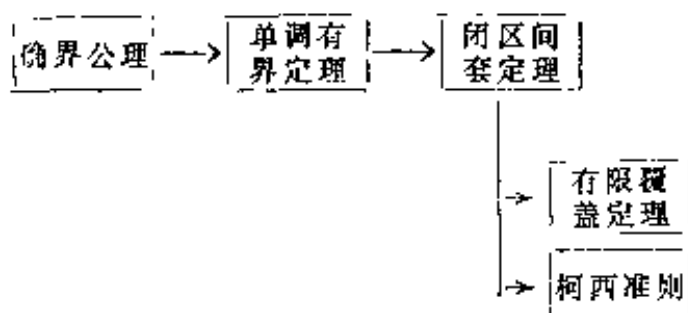 确界公理
单调有
界定理
闭区间
套定理
有限覆
盖定理
柯西准则